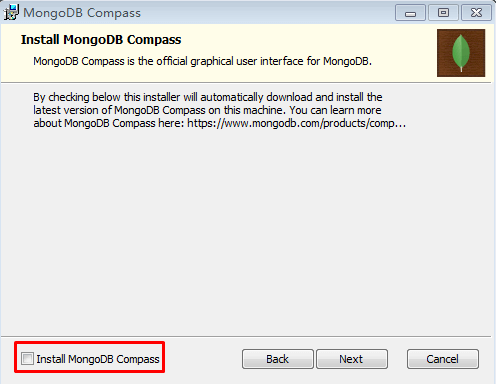 MongoDB Compass
Install MongoDB Compass
MongoDB Compass is the official graphical user interface for MongoDB.
By checking below this installer will automatically download and install the
latest version of MongoDB Compass on this machine. You can learn more
about MongoDB Compass here: https://www.mongodb.com/products/comp...
Install MongoDB Compass
Back
Next
Cancel